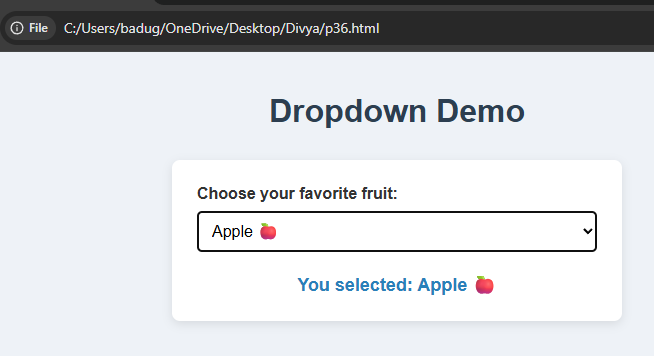 File C:/Users/badug/OneDrive/Desktop/Divya/p36.html
Dropdown Demo
Choose your favorite fruit:
Apple 🍎
You selected: Apple 🍎